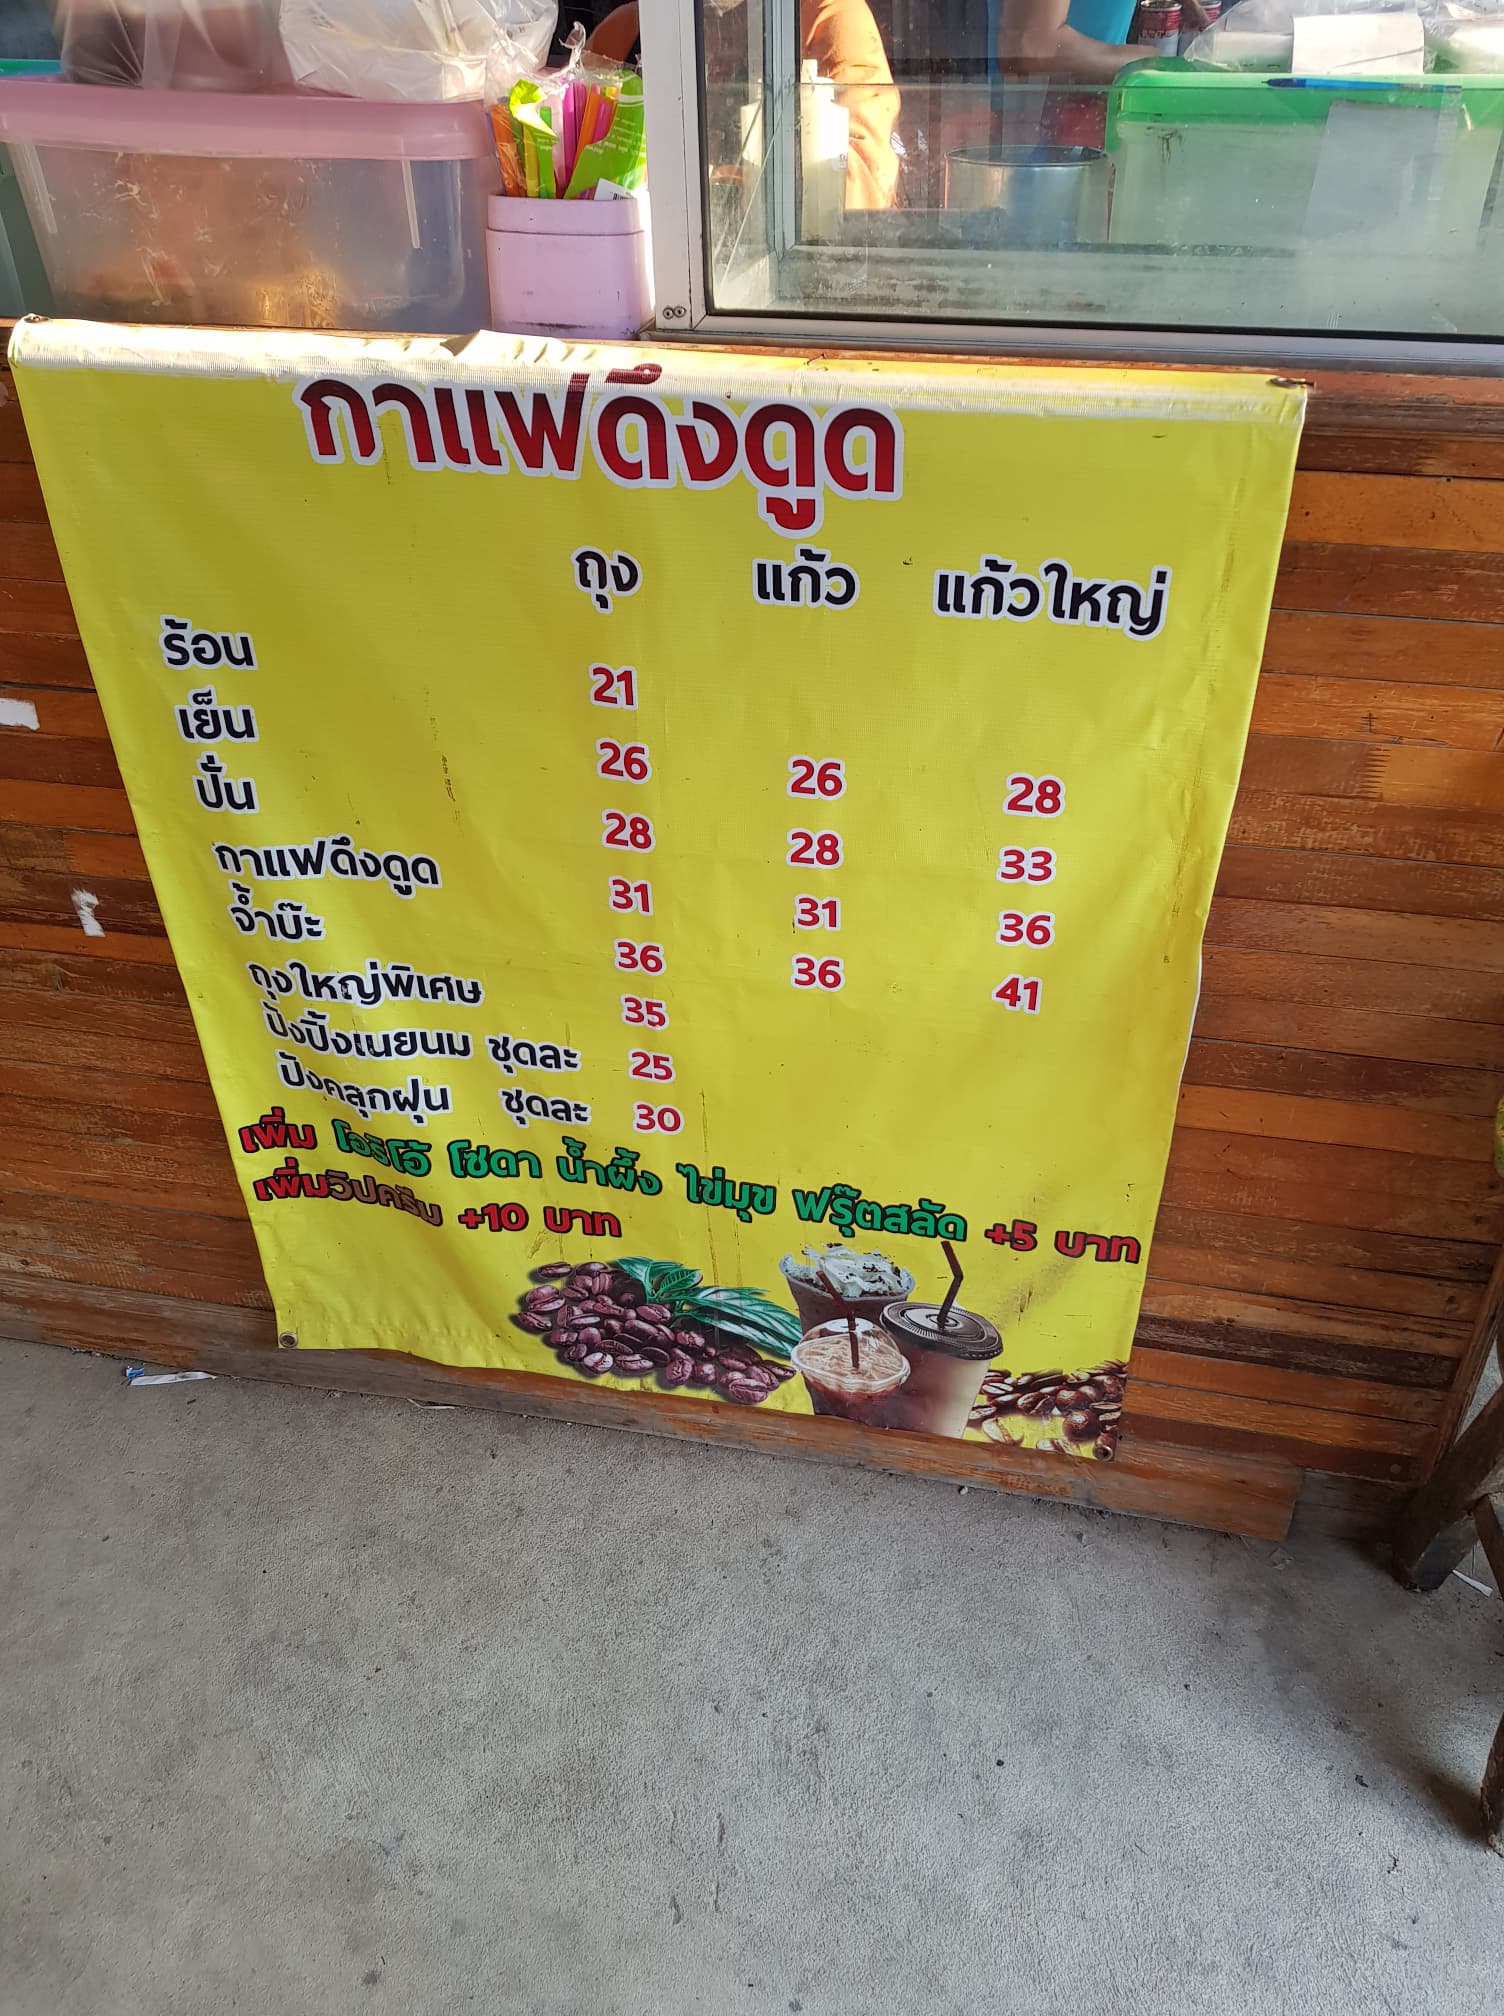 กาแฟดึงดูด
ถุง แก้ว แก้วใหญ่
ร้อน 21
เย็น 26 26 28
ปั่น 28 28 33
กาแฟดึงดูด 31 31 36
จ้ำบ๊ะ 36 36 41
ถุงใหญ่พิเศษ 35
ปังปิ้งเนยนม ชุดละ 25
ปังคลุกฝุ่น ชุดละ 30
เพิ่ม โอริโอ้ โซดา น้ำผึ้ง ไข่มุข ฟรุ๊ตสลัด +5 บาท
เพิ่มวิปครีม +10 บาท